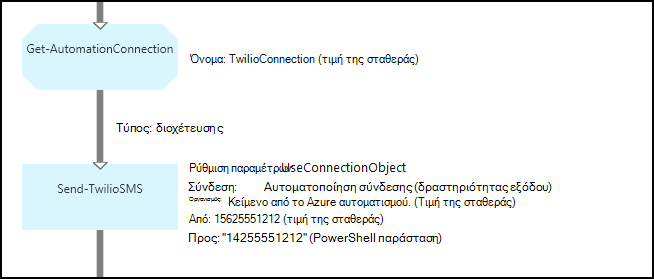 Get-AutomationConnection
Όνομα: TwilioConnection (τιμή της σταθεράς)
Τύπος: διοχέτευσης
Send-TwilioSMS
Ρύθμιση παραμέτρων: UseConnectionObject
Σύνδεση: Αυτοματοποίηση σύνδεσης (δραστηριότητας εξόδου)
Οργανισμός: Κείμενο από το Azure αυτοματισμού. (Τιμή της σταθεράς)
Από: 15625551212 (τιμή της σταθεράς)
Προς: "14255551212" (PowerShell παράσταση)